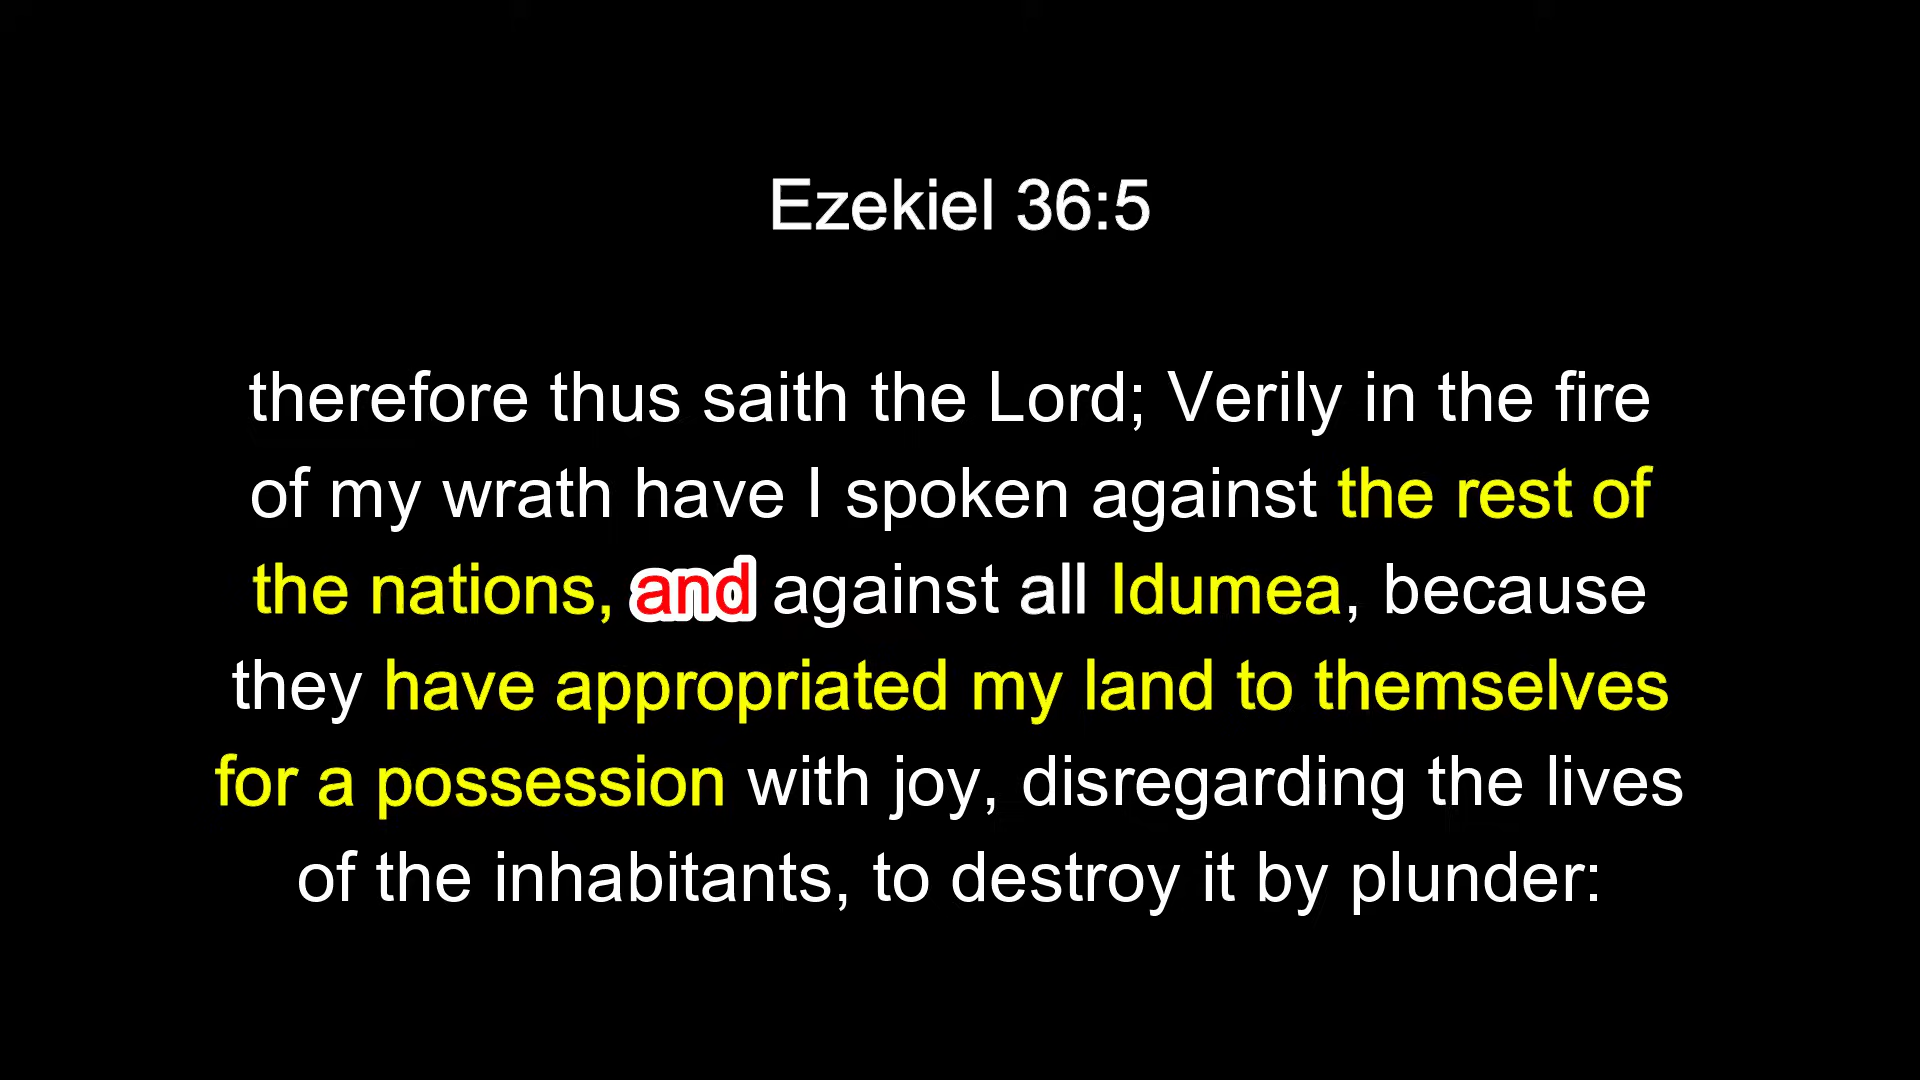 Ezekiel 36:5
therefore thus saith the Lord; Verily in the fire
of my wrath have I spoken against the rest of
the nations, and against all Idumea, because
they have appropriated my land to themselves
for a possession with joy, disregarding the lives
of the inhabitants, to destroy it by plunder: